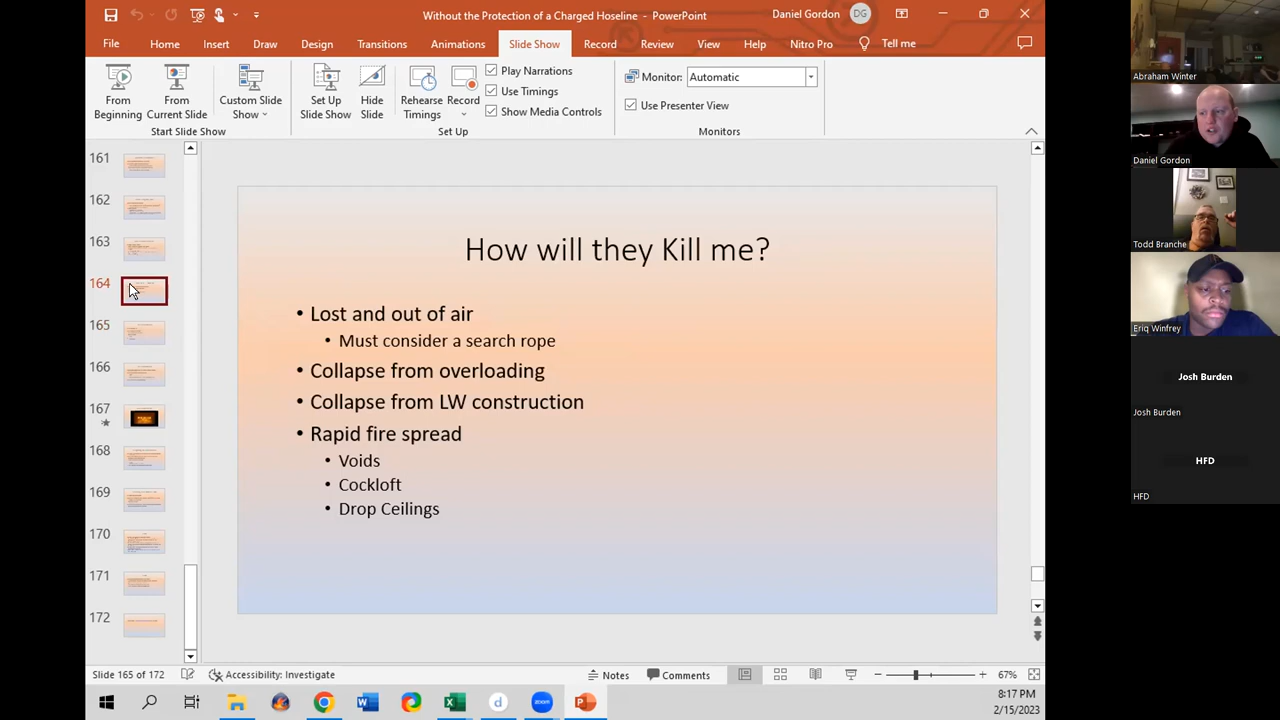 Without the Protection of a Charged Hoseline - PowerPoint
Daniel Gordon
DG
File
Home
Insert
Draw
Design
Transitions
Animations
Slide Show
Record
Review
View
Help
Nitro Pro
Tell me
From Beginning
From Current Slide
Custom Slide Show
Set Up Slide Show
Hide Slide
Rehearse Timings
Record
Play Narrations
Use Timings
Show Media Controls
Monitor:
Automatic
Use Presenter View
Start Slide Show
Set Up
Monitors
161
162
163
164
165
166
167
168
169
170
171
172
How will they Kill me?
• Lost and out of air
• Must consider a search rope
• Collapse from overloading
• Collapse from LW construction
• Rapid fire spread
• Voids
• Cockloft
• Drop Ceilings
Slide 165 of 172
Accessibility: Investigate
Notes
Comments
67%
8:17 PM
2/15/2023
Abraham Winter
Daniel Gordon
Todd Branche
Eriq Winfrey
Josh Burden
Josh Burden
HFD
HFD